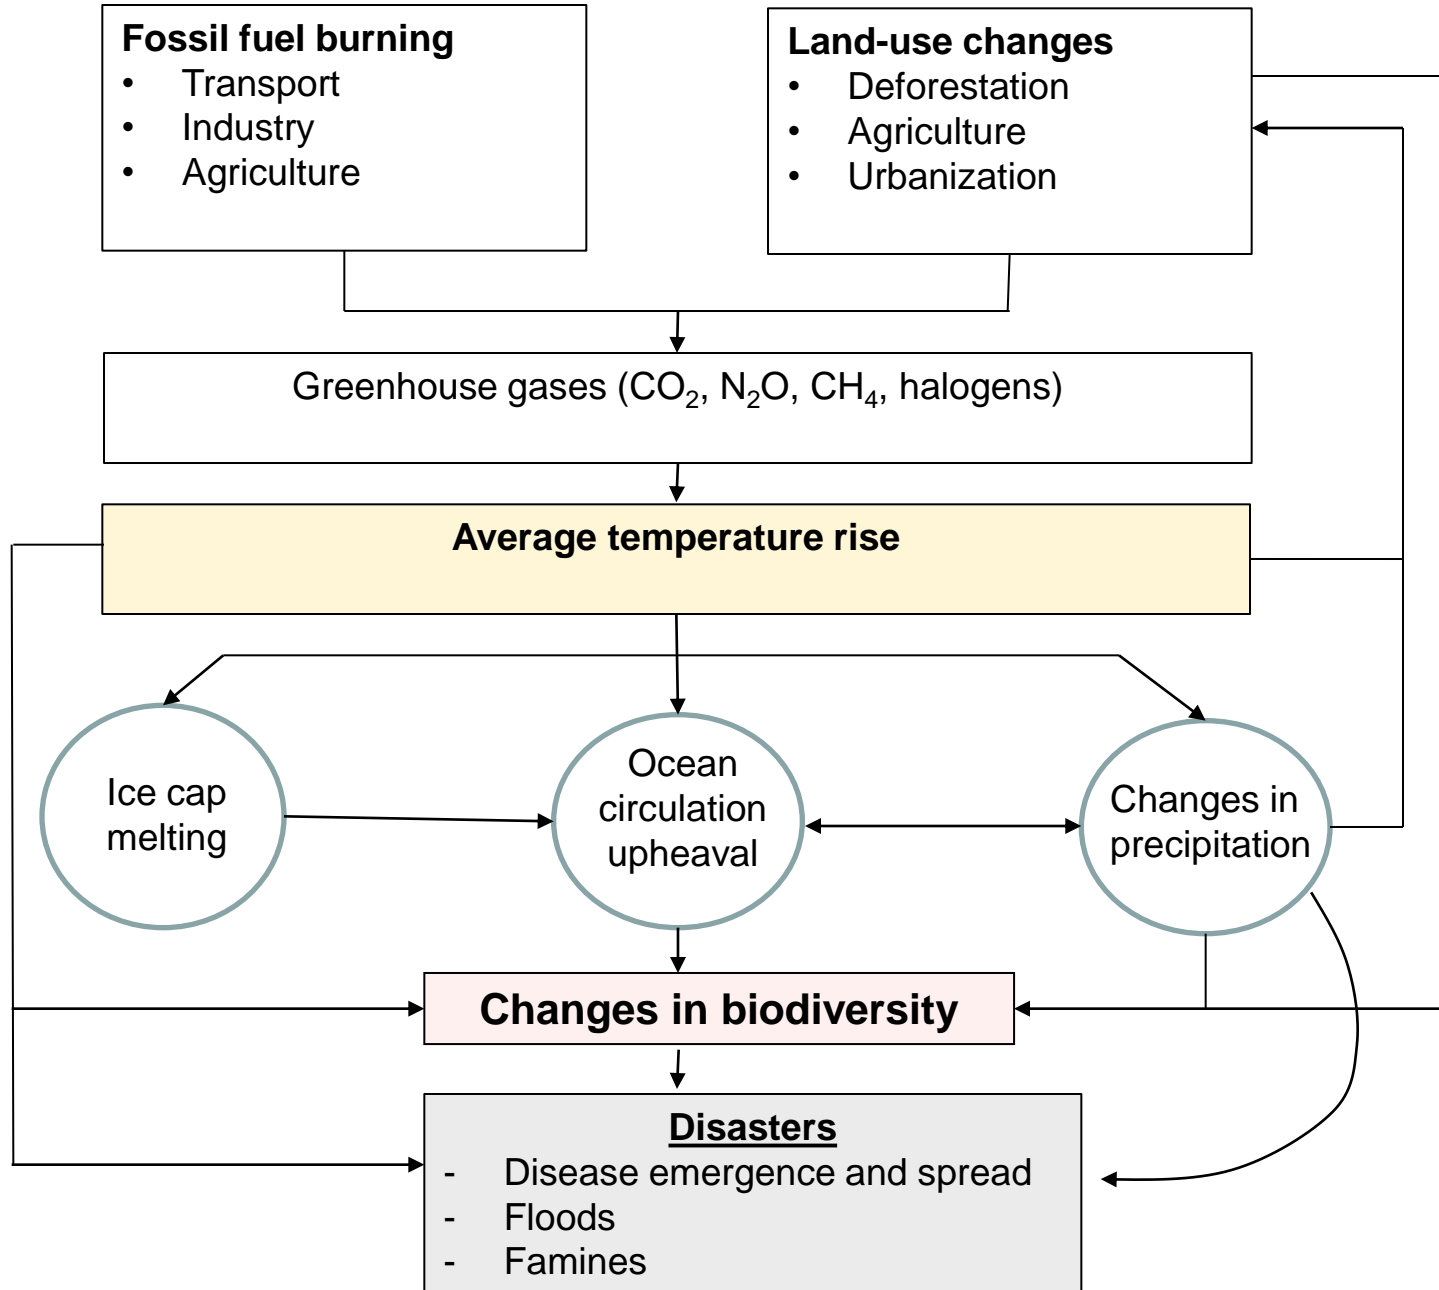 Fossil fuel burning
• Transport
• Industry
• Agriculture
Land-use changes
• Deforestation
• Agriculture
• Urbanization
Greenhouse gases (CO₂, N₂O, CH₄, halogens)
Average temperature rise
Ice cap
melting
Ocean
circulation
upheaval
Changes in
precipitation
Changes in biodiversity
Disasters
- Disease emergence and spread
- Floods
- Famines